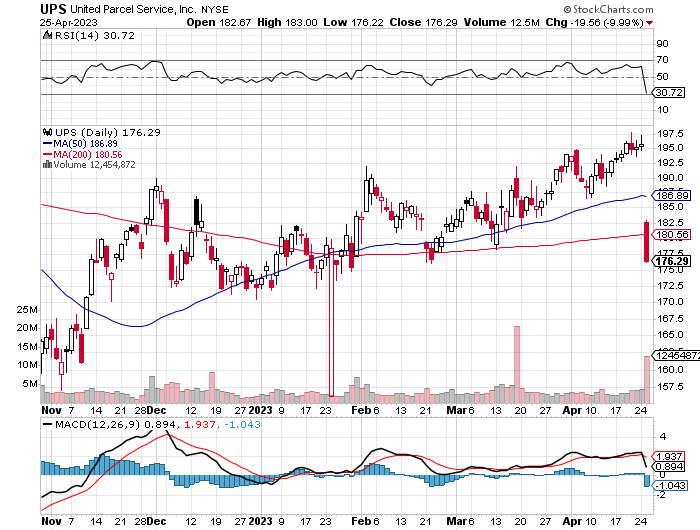 UPS United Parcel Service, Inc. NYSE © StockCharts.com
25-Apr-2023 Open 182.67 High 183.00 Low 176.22 Close 176.29 Volume 12.5M Chg -19.56 (-9.99%)
RSI(14) 30.72
90
70
50
30.72
10
UPS (Daily) 176.29
MA(50) 186.89
MA(200) 180.56
Volume 12,454,872
197.5
195.0
192.5
190.0
187.5
186.89
185.0
182.5
180.56
177.5
176.29
175.0
172.5
170.0
167.5
165.0
162.5
12454872
160.0
157.5
25M
20M
15M
10M
5M
Nov 7 14 21 28 Dec 12 19 27 2023 9 17 23 Feb 6 13 21 Mar 6 13 20 27 Apr 10 17 24
MACD(12,26,9) 0.894, 1.937, -1.043
4
1.937
0.894
0
-1.043
-2
Nov 7 14 21 28 Dec 12 19 27 2023 9 17 23 Feb 6 13 21 Mar 6 13 20 27 Apr 10 17 24